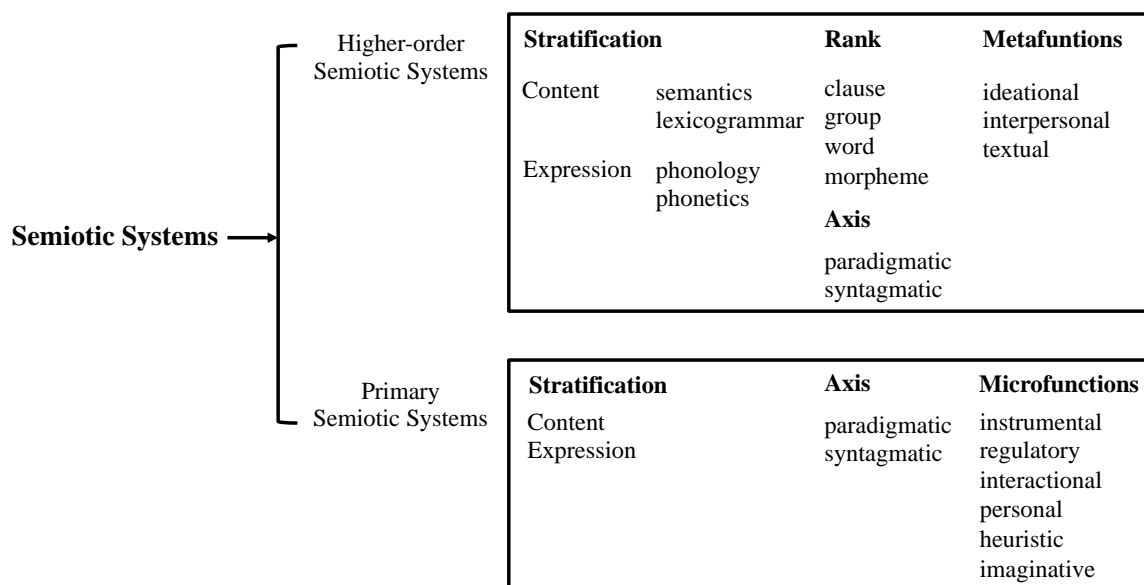 Semiotic Systems
Higher-order
Semiotic Systems
Stratification
Content
semantics
lexicogrammar
Expression
phonology
phonetics
Rank
clause
group
word
morpheme
Axis
paradigmatic
syntagmatic
Metafuntions
ideational
interpersonal
textual
Primary
Semiotic Systems
Stratification
Content
Expression
Axis
paradigmatic
syntagmatic
Microfunctions
instrumental
regulatory
interactional
personal
heuristic
imaginative